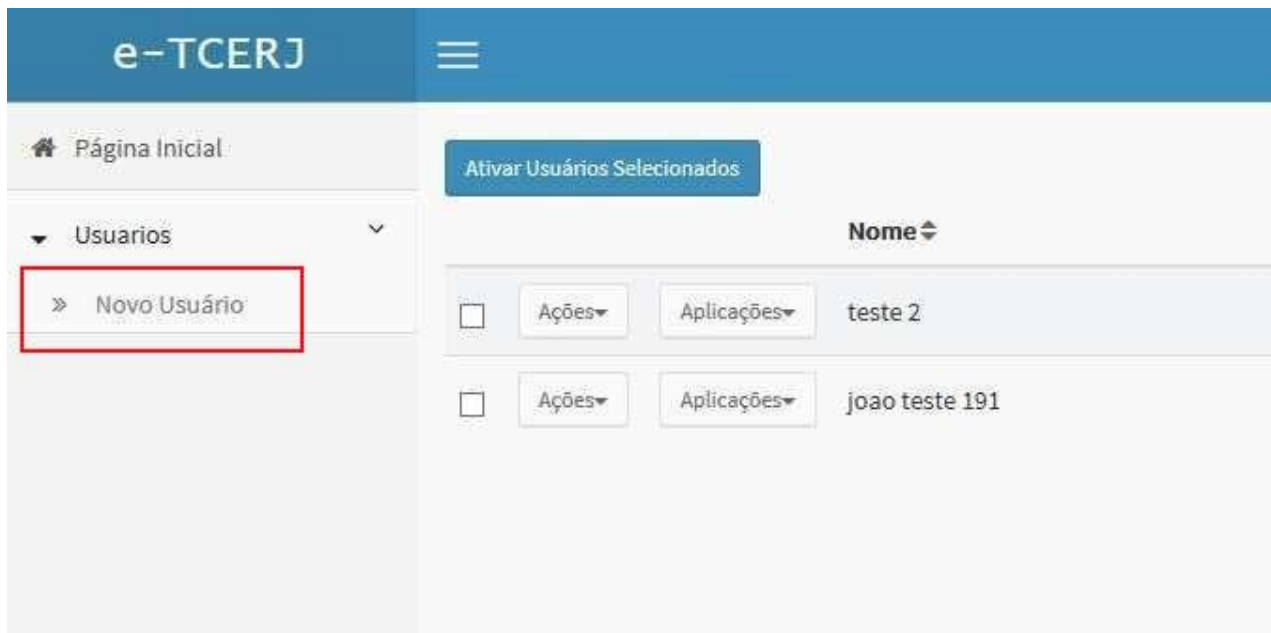 e-TCERJ
Página Inicial
Usuarios
Novo Usuário
Ativar Usuários Selecionados
Nome
Ações Aplicações teste 2
Ações Aplicações joao teste 191